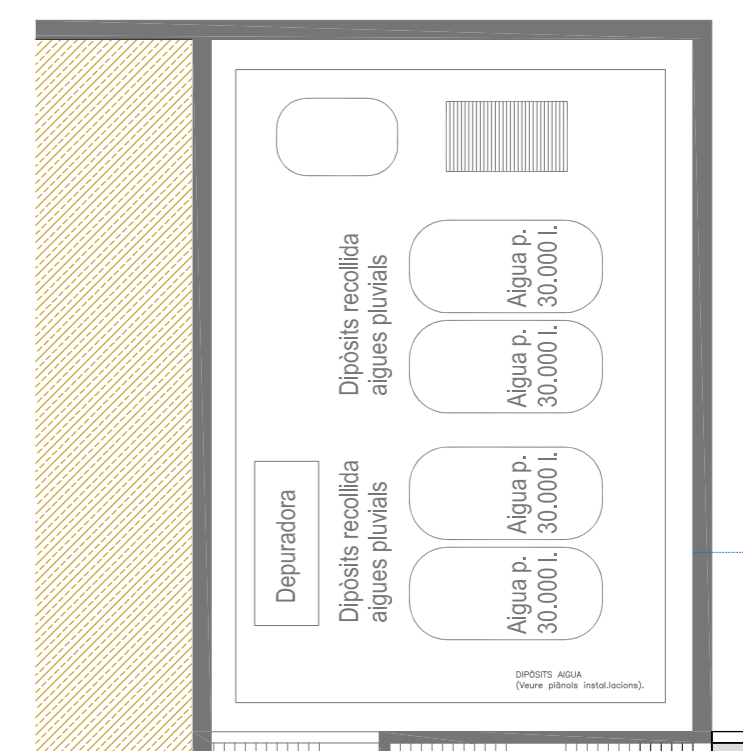 Dipòsits recollida
aigues pluvials
Aigua p.
30.000 l.
Aigua p.
30.000 l.
Depuradora
Dipòsits recollida
aigues pluvials
Aigua p.
30.000 l.
Aigua p.
30.000 l.
DIPÒSITS AIGUA
(Veure plànols instal.lacions).